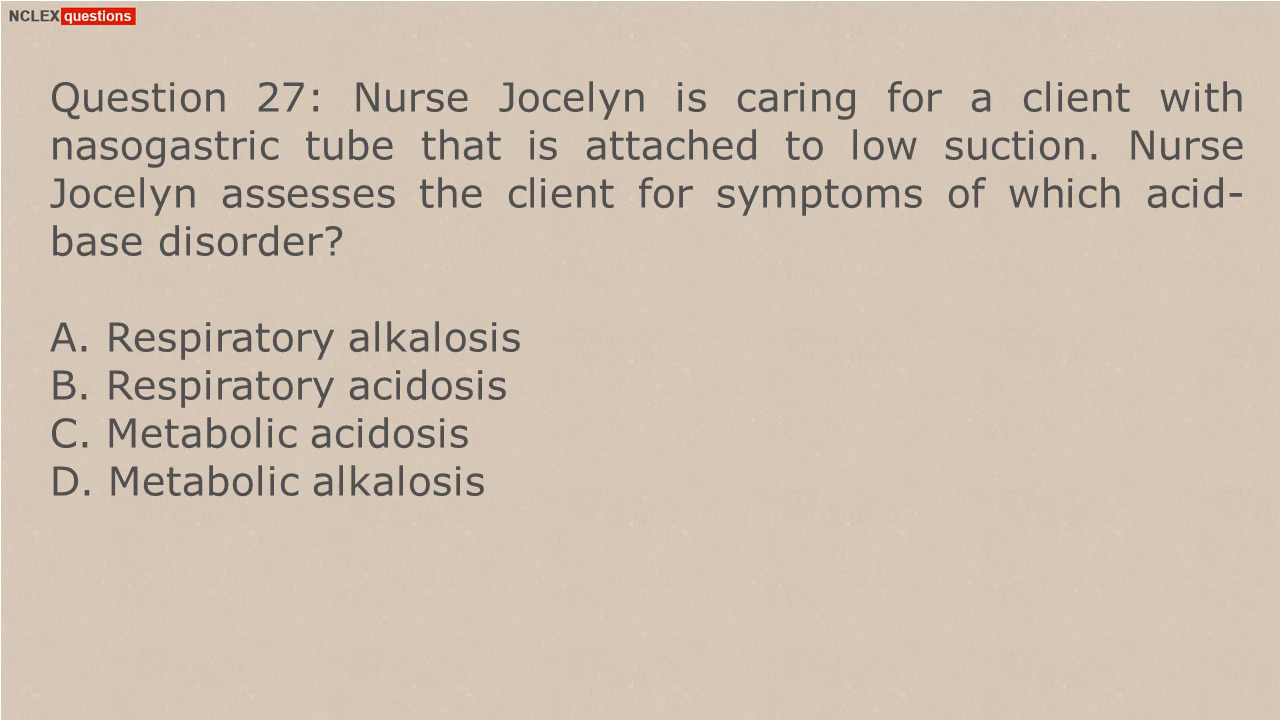 NCLEX questions
Question 27: Nurse Jocelyn is caring for a client with
nasogastric tube that is attached to low suction. Nurse
Jocelyn assesses the client for symptoms of which acid-
base disorder?
A. Respiratory alkalosis
B. Respiratory acidosis
C. Metabolic acidosis
D. Metabolic alkalosis